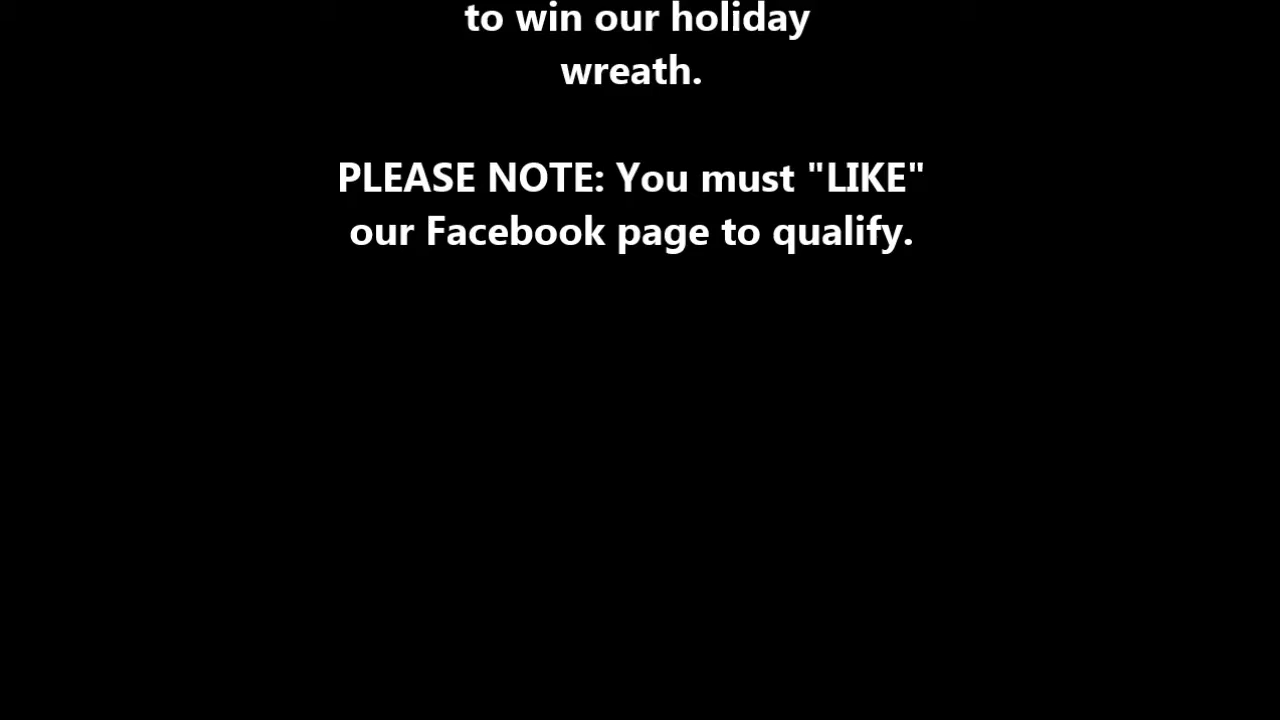 to win our holiday
wreath.
PLEASE NOTE: You must "LIKE"
our Facebook page to qualify.